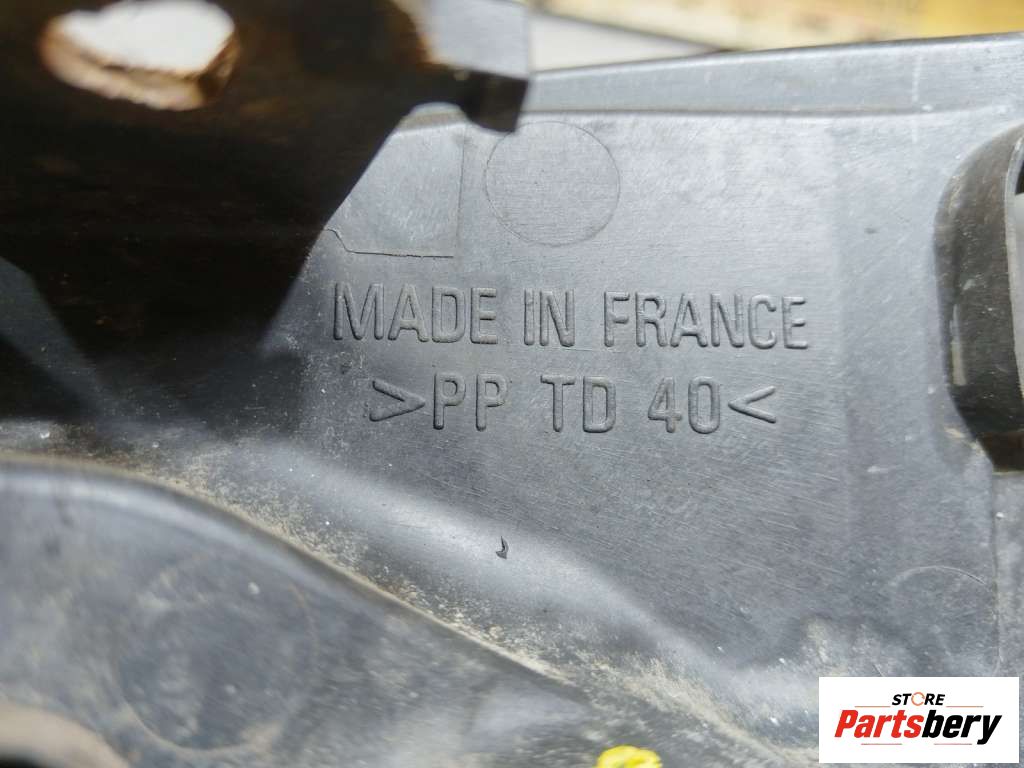 MADE IN FRANCE
>PP TD 40<
STORE
Partsbery